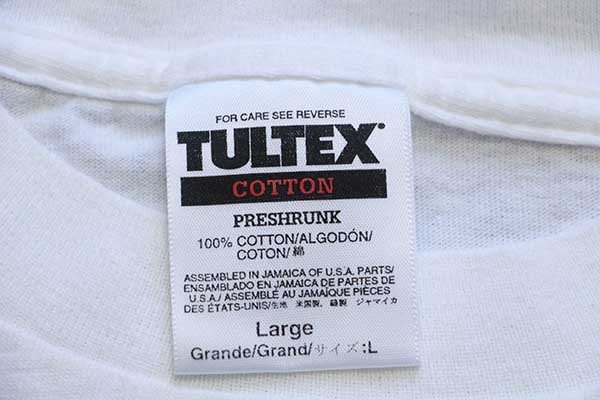 FOR CARE SEE REVERSE
TULTEX®
COTTON
PRESHRUNK
100% COTTON/ALGODÓN/
COTON/綿
ASSEMBLED IN JAMAICA OF U.S.A. PARTS/
ENSAMBLADO EN JAMAICA DE PARTES DE
U.S.A./ ASSEMBLÉ AU JAMAÏQUE PIÈCES
DES ÉTATS-UNIS/生地 米国製, 縫製 ジャマイカ
Large
Grande/Grand/サイズ:L